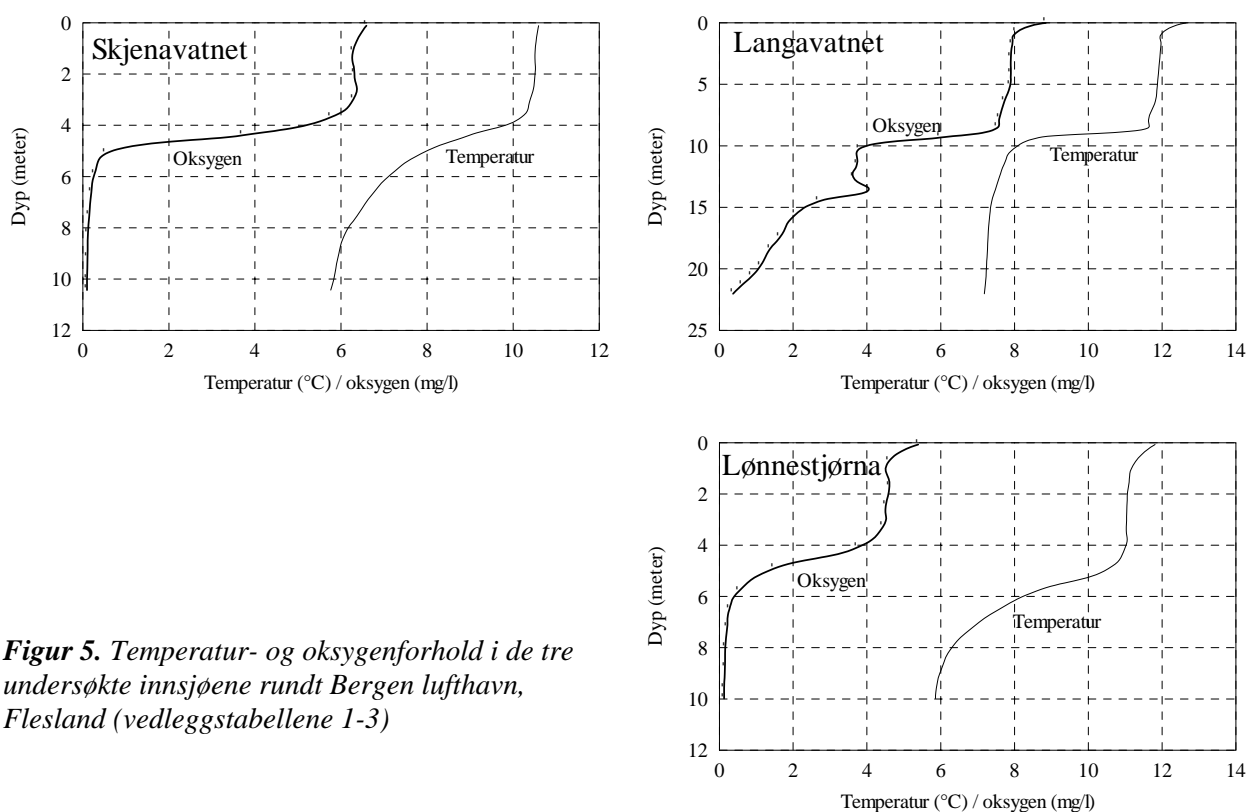 Skjenavatnet
0
2
4
6
8
10
12
Dyp (meter)
Oksygen
Temperatur
0 2 4 6 8 10 12
Temperatur (°C) / oksygen (mg/l)
Langavatnet
0
5
10
15
20
25
Dyp (meter)
Oksygen
Temperatur
0 2 4 6 8 10 12 14
Temperatur (°C) / oksygen (mg/l)
Lønnestjørna
0
2
4
6
8
10
12
Dyp (meter)
Oksygen
Temperatur
0 2 4 6 8 10 12 14
Temperatur (°C) / oksygen (mg/l)
Figur 5. Temperatur- og oksygenforhold i de tre
undersøkte innsjøene rundt Bergen lufthavn,
Flesland (vedleggstabellene 1-3)